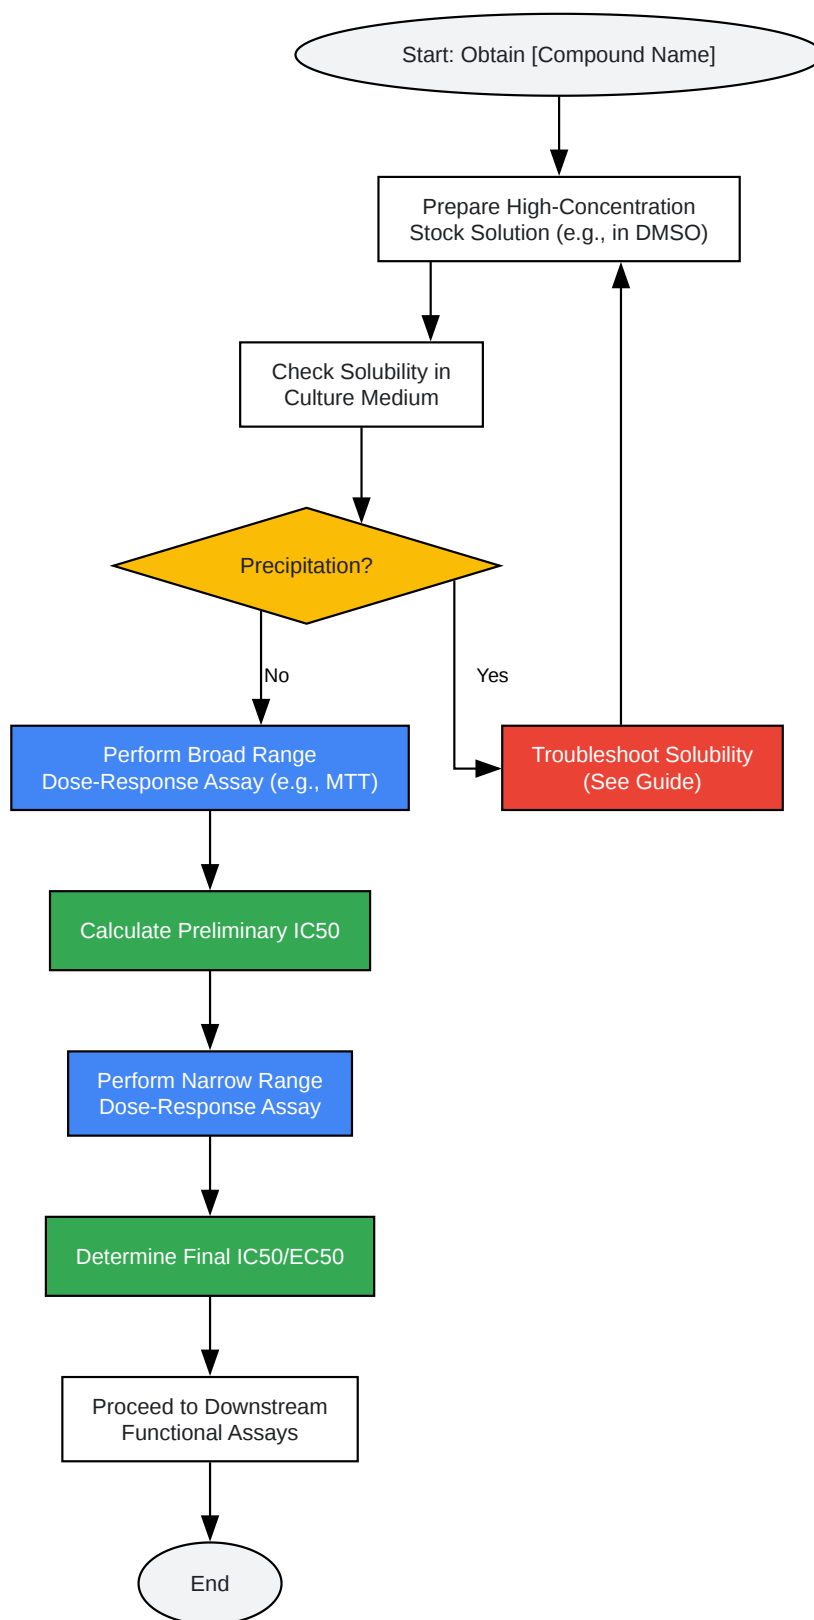 Start: Obtain [Compound Name]
Prepare High-Concentration
Stock Solution (e.g., in DMSO)
Check Solubility in
Culture Medium
Precipitation?
No
Yes
Perform Broad Range
Dose-Response Assay (e.g., MTT)
Troubleshoot Solubility
(See Guide)
Calculate Preliminary IC50
Perform Narrow Range
Dose-Response Assay
Determine Final IC50/EC50
Proceed to Downstream
Functional Assays
End